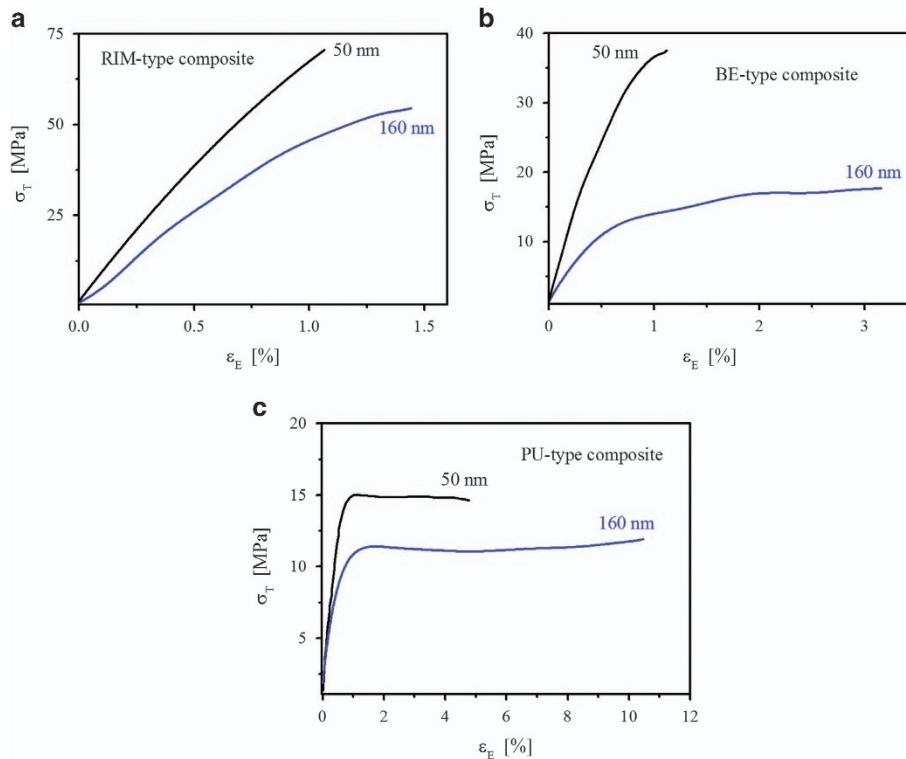 a
75
RIM-type composite
50 nm
50
160 nm
25
σT [MPa]
0.0
0.5
1.0
1.5
εE [%]
b
40
50 nm
BE-type composite
30
20
160 nm
10
σT [MPa]
0
1
2
3
εE [%]
c
20
PU-type composite
50 nm
15
160 nm
10
5
σT [MPa]
0
2
4
6
8
10
12
εE [%]